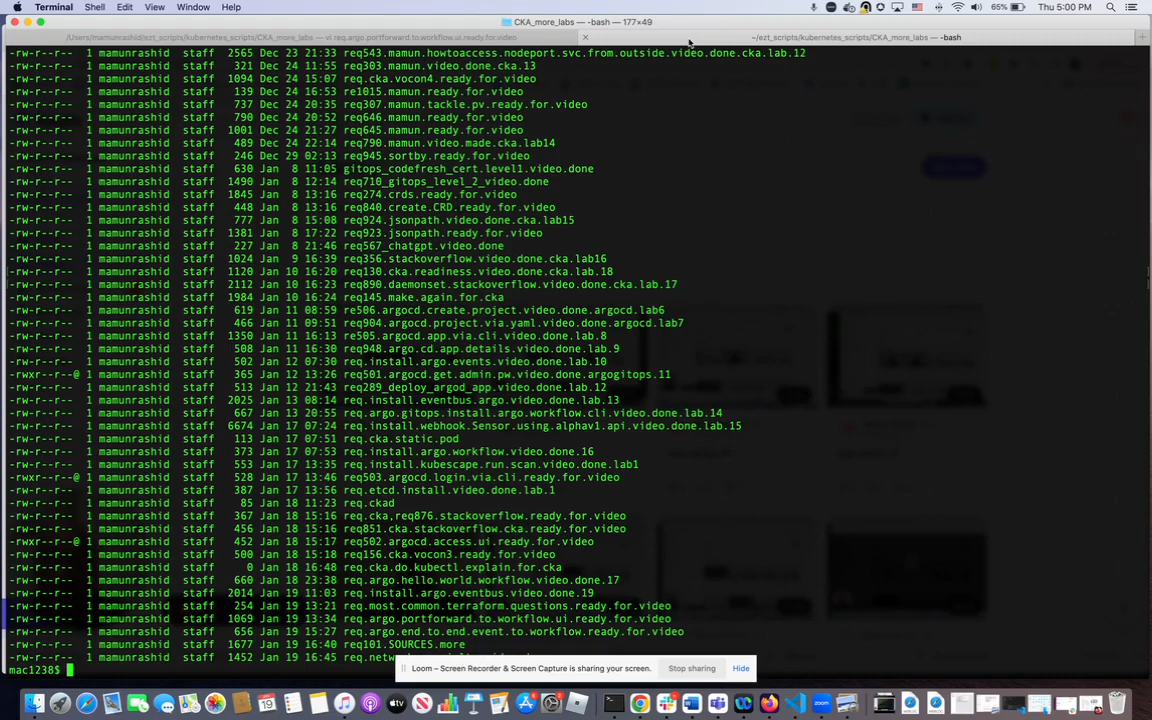 Terminal Shell Edit View Window Help 65% Thu 5:00 PM
CKA_more_labs — -bash — 177×49
/Users/mamunrashid/ezt_scripts/kubernetes_scripts/CKA_more_labs — vi req.argo.portforward.to.workflow.ui.ready.for.video
~/ezt_scripts/kubernetes_scripts/CKA_more_labs — -bash
-rw-r--r-- 1 mamunrashid staff 2565 Dec 23 21:33 req543.mamun.howtoaccess.nodeport.svc.from.outside.video.done.cka.lab.12
-rw-r--r-- 1 mamunrashid staff 321 Dec 24 11:55 req303.mamun.video.done.cka.13
-rw-r--r-- 1 mamunrashid staff 1094 Dec 24 15:07 req.cka.vocon4.ready.for.video
-rw-r--r-- 1 mamunrashid staff 139 Dec 24 16:53 re1015.mamun.ready.for.video
-rw-r--r-- 1 mamunrashid staff 737 Dec 24 20:35 req307.mamun.tackle.pv.ready.for.video
-rw-r--r-- 1 mamunrashid staff 790 Dec 24 20:52 req646.mamun.ready.for.video
-rw-r--r-- 1 mamunrashid staff 1001 Dec 24 21:27 req645.mamun.ready.for.video
-rw-r--r-- 1 mamunrashid staff 489 Dec 24 22:14 req790.mamun.video.made.cka.lab14
-rw-r--r-- 1 mamunrashid staff 246 Dec 29 02:13 req945.sortby.ready.for.video
-rw-r--r-- 1 mamunrashid staff 630 Jan 8 11:05 gitops_codefresh_cert.level1.video.done
-rw-r--r-- 1 mamunrashid staff 1490 Jan 8 12:14 req710_gitops_level_2_video.done
-rw-r--r-- 1 mamunrashid staff 1845 Jan 8 13:16 req274.crds.ready.for.video
-rw-r--r-- 1 mamunrashid staff 448 Jan 8 13:16 req840.create.CRD.ready.for.video
-rw-r--r-- 1 mamunrashid staff 777 Jan 8 15:08 req924.jsonpath.video.done.cka.lab15
-rw-r--r-- 1 mamunrashid staff 1381 Jan 8 17:22 req923.jsonpath.ready.for.video
-rw-r--r-- 1 mamunrashid staff 227 Jan 8 21:46 req567_chatgpt.video.done
-rw-r--r-- 1 mamunrashid staff 1024 Jan 9 16:39 req356.stackoverflow.video.done.cka.lab16
-rw-r--r-- 1 mamunrashid staff 1120 Jan 10 16:20 req130.cka.readiness.video.done.cka.lab.18
-rw-r--r-- 1 mamunrashid staff 2112 Jan 10 16:23 req890.daemonset.stackoverflow.video.done.cka.lab.17
-rw-r--r-- 1 mamunrashid staff 1984 Jan 10 16:24 req145.make.again.for.cka
-rw-r--r-- 1 mamunrashid staff 619 Jan 11 08:59 re506.argocd.create.project.video.done.argocd.lab6
-rw-r--r-- 1 mamunrashid staff 466 Jan 11 09:51 req904.argocd.project.via.yaml.video.done.argocd.lab7
-rw-r--r-- 1 mamunrashid staff 1350 Jan 11 16:13 re505.argocd.app.via.cli.video.done.lab.8
-rw-r--r-- 1 mamunrashid staff 508 Jan 11 16:30 req948.argo.cd.app.details.video.done.lab.9
-rw-r--r-- 1 mamunrashid staff 502 Jan 12 07:30 req.install.argo.events.video.done.lab.10
-rwxr--r--@ 1 mamunrashid staff 365 Jan 12 13:26 req501.argocd.get.admin.pw.video.done.argogitops.11
-rw-r--r-- 1 mamunrashid staff 513 Jan 12 21:43 req289_deploy_argod_app.video.done.lab.12
-rw-r--r-- 1 mamunrashid staff 2025 Jan 13 08:14 req.install.eventbus.argo.video.done.lab.13
-rw-r--r-- 1 mamunrashid staff 667 Jan 13 20:55 req.argo.gitops.install.argo.workflow.cli.video.done.lab.14
-rw-r--r-- 1 mamunrashid staff 6674 Jan 17 07:24 req.install.webhook.Sensor.using.alphav1.api.video.done.lab.15
-rw-r--r-- 1 mamunrashid staff 113 Jan 17 07:51 req.cka.static.pod
-rw-r--r-- 1 mamunrashid staff 373 Jan 17 07:53 req.install.argo.workflow.video.done.16
-rw-r--r-- 1 mamunrashid staff 553 Jan 17 13:35 req.install.kubescape.run.scan.video.done.lab1
-rwxr--r--@ 1 mamunrashid staff 528 Jan 17 13:46 req503.argocd.login.via.cli.ready.for.video
-rw-r--r-- 1 mamunrashid staff 387 Jan 17 13:56 req.etcd.install.video.done.lab.1
-rw-r--r-- 1 mamunrashid staff 85 Jan 18 11:23 req.ckad
-rw-r--r-- 1 mamunrashid staff 367 Jan 18 15:16 req.cka,req876.stackoverflow.ready.for.video
-rw-r--r-- 1 mamunrashid staff 456 Jan 18 15:16 req851.cka.stackoverflow.cka.ready.for.video
-rwxr--r--@ 1 mamunrashid staff 452 Jan 18 15:17 req502.argocd.access.ui.ready.for.video
-rw-r--r-- 1 mamunrashid staff 500 Jan 18 15:18 req156.cka.vocon3.ready.for.video
-rw-r--r-- 1 mamunrashid staff 0 Jan 18 16:48 req.cka.do.kubectl.explain.for.cka
-rw-r--r-- 1 mamunrashid staff 660 Jan 18 23:38 req.argo.hello.world.workflow.video.done.17
-rw-r--r-- 1 mamunrashid staff 2014 Jan 19 11:03 req.argo.eventbus.video.done.19
-rw-r--r-- 1 mamunrashid staff 254 Jan 19 13:21 req.most.common.terraform.questions.ready.for.video
-rw-r--r-- 1 mamunrashid staff 1069 Jan 19 13:34 req.argo.portforward.to.workflow.ui.ready.for.video
-rw-r--r-- 1 mamunrashid staff 656 Jan 19 15:27 req.argo.end.to.end.event.to.workflow.ready.for.video
-rw-r--r-- 1 mamunrashid staff 1677 Jan 19 16:40 req101.SOURCES.more
-rw-r--r-- 1 mamunrashid staff 1452 Jan 19 16:45
mac1238$
Loom – Screen Recorder & Screen Capture is sharing your screen. Stop sharing Hide